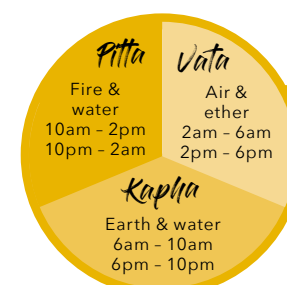 Pitta
Fire &
water
10am – 2pm
10pm – 2am
Vata
Air &
ether
2am – 6am
2pm – 6pm
Kapha
Earth & water
6am – 10am
6pm – 10pm